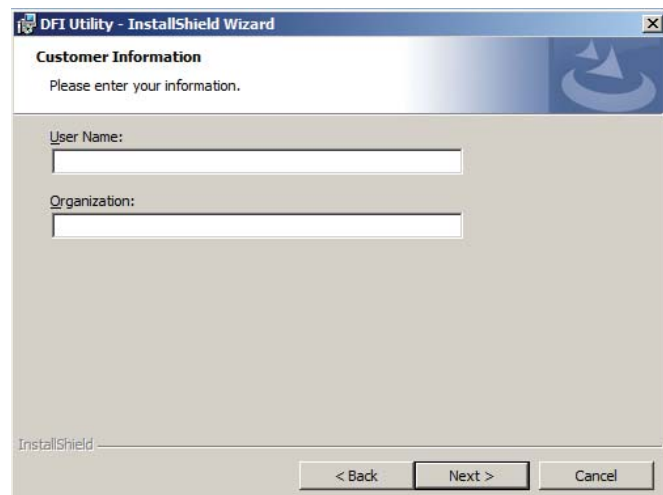 DFI Utility - InstallShield Wizard
Customer Information
Please enter your information.
User Name:
Organization:
InstallShield
< Back Next > Cancel